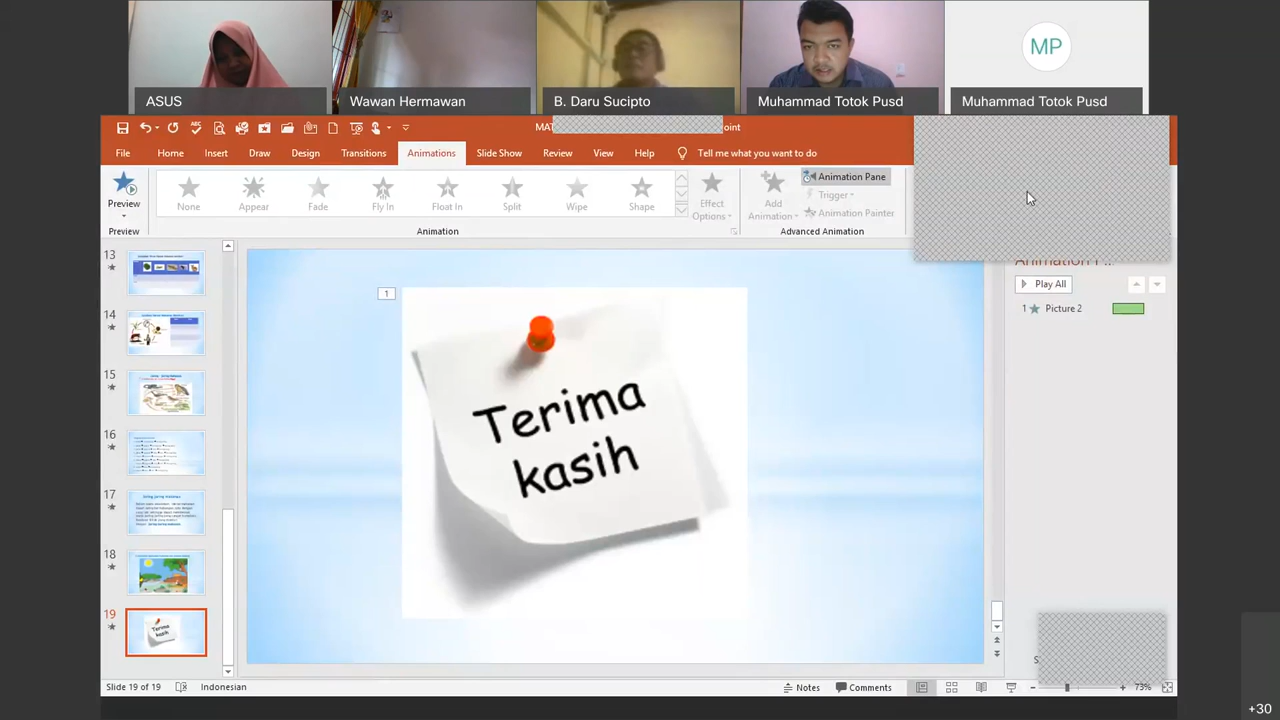 ASUS
Wawan Hermawan
B. Daru Sucipto
Muhammad Totok Pusd
MP
Muhammad Totok Pusd
MAT
oint
File
Home
Insert
Draw
Design
Transitions
Animations
Slide Show
Review
View
Help
Tell me what you want to do
Preview
None
Appear
Fade
Fly In
Float In
Split
Wipe
Shape
Effect
Options
Add
Animation
Animation Pane
Trigger
Animation Painter
Preview
Animation
Advanced Animation
13
14
15
16
17
18
19
1
Terima
kasih
Play All
1 Picture 2
Slide 19 of 19
Indonesian
Notes
Comments
73%
+30